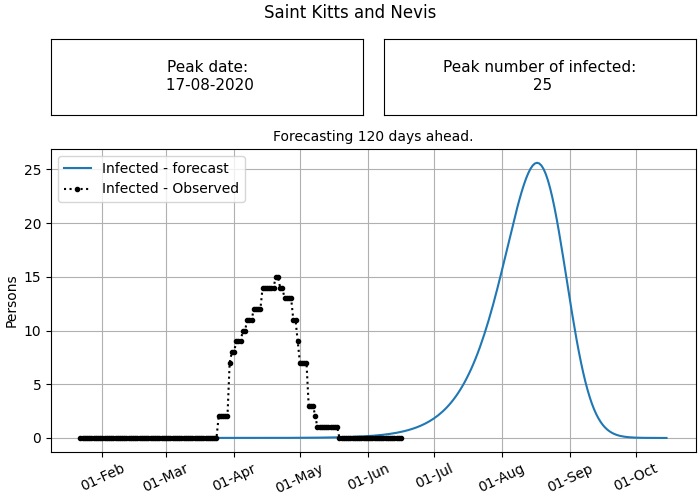 Saint Kitts and Nevis
Peak date:
17-08-2020
Peak number of infected:
25
Forecasting 120 days ahead.
Infected - forecast
Infected - Observed
Persons
25
20
15
10
5
0
01-Feb
01-Mar
01-Apr
01-May
01-Jun
01-Jul
01-Aug
01-Sep
01-Oct